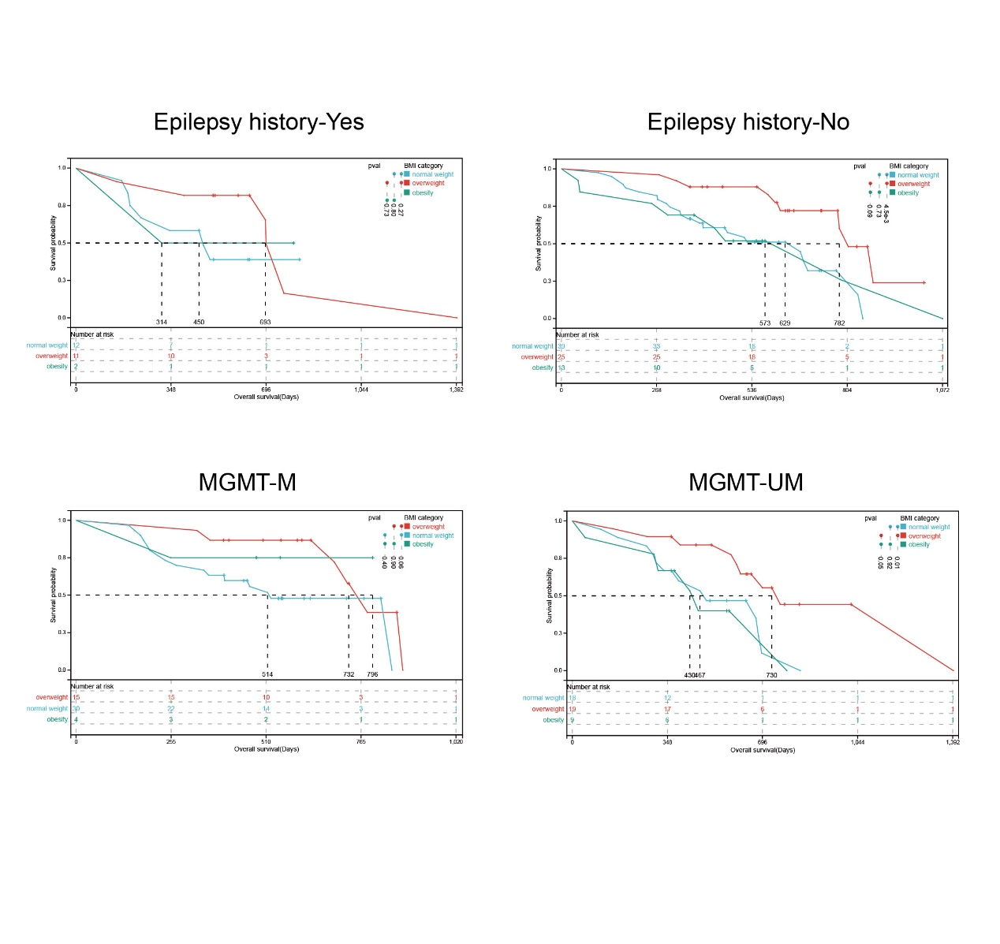 Epilepsy history-Yes
pval BMI category
normal weight
overweight
obesity
0.73 0.80 0.27
Survival probability
1.0
0.8
0.5
0.3
0.0
314 450 693
Number at risk
normal weight 12 7 1 1 1
overweight 11 10 3 1 1
obesity 2 1 1 1 1
0 348 696 1,044 1,392
Overall survival(Days)
Epilepsy history-No
pval BMI category
normal weight
overweight
obesity
0.09 0.73 4.5e-3
Survival probability
1.0
0.8
0.5
0.3
0.0
573 629 782
Number at risk
normal weight 39 33 15 2 1
overweight 25 25 18 5 1
obesity 13 10 5 1 1
0 268 536 804 1,072
Overall survival(Days)
MGMT-M
pval BMI category
overweight
normal weight
obesity
0.40 0.90 0.06
Survival probability
1.0
0.8
0.5
0.3
0.0
514 732 796
Number at risk
overweight 15 15 10 3 1
normal weight 30 22 14 3 1
obesity 4 3 2 1 1
0 255 510 765 1,020
Overall survival(Days)
MGMT-UM
pval BMI category
normal weight
overweight
obesity
0.05 0.92 0.01
Survival probability
1.0
0.8
0.5
0.3
0.0
430 467 730
Number at risk
normal weight 18 12 1 1 1
overweight 19 17 6 1 1
obesity 9 6 1 1 1
0 348 696 1,044 1,392
Overall survival(Days)